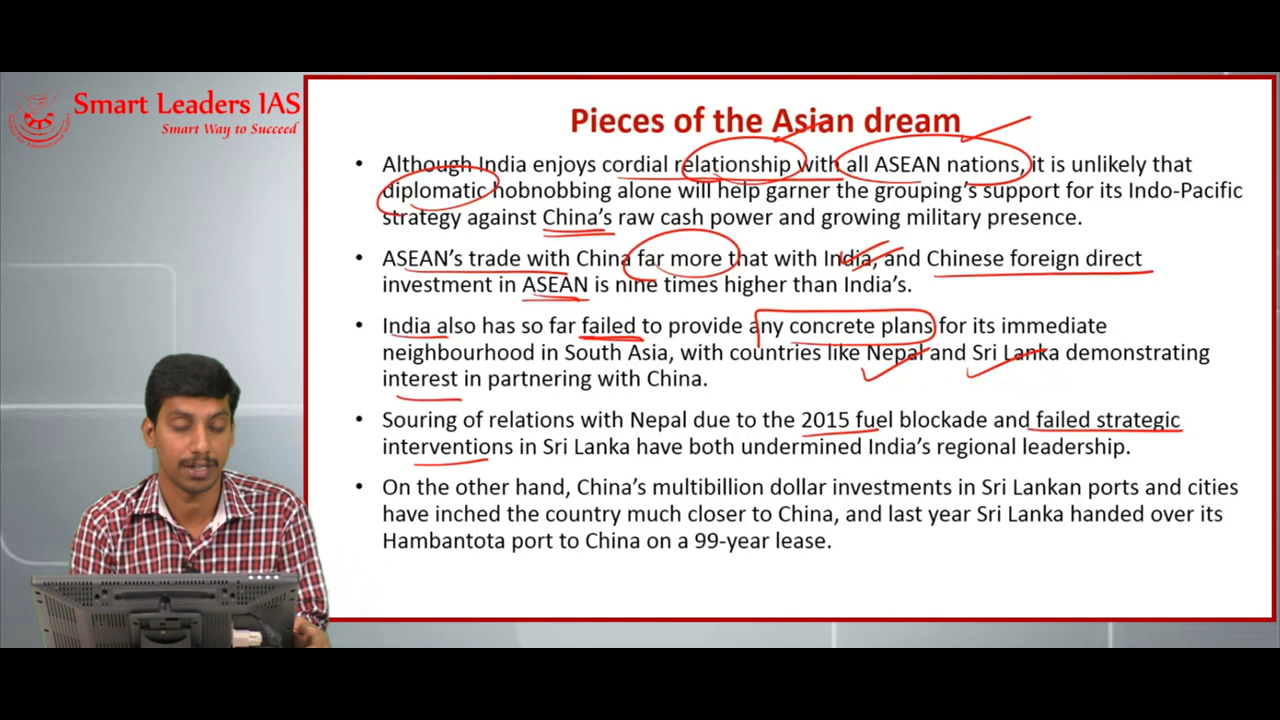 Smart Leaders IAS
Smart Way to Succeed
Pieces of the Asian dream
• Although India enjoys cordial relationship with all ASEAN nations, it is unlikely that
diplomatic hobnobbing alone will help garner the grouping's support for its Indo-Pacific
strategy against China's raw cash power and growing military presence.
• ASEAN's trade with China far more that with India, and Chinese foreign direct
investment in ASEAN is nine times higher than India's.
• India also has so far failed to provide any concrete plans for its immediate
neighbourhood in South Asia, with countries like Nepal and Sri Lanka demonstrating
interest in partnering with China.
• Souring of relations with Nepal due to the 2015 fuel blockade and failed strategic
interventions in Sri Lanka have both undermined India's regional leadership.
• On the other hand, China's multibillion dollar investments in Sri Lankan ports and cities
have inched the country much closer to China, and last year Sri Lanka handed over its
Hambantota port to China on a 99-year lease.